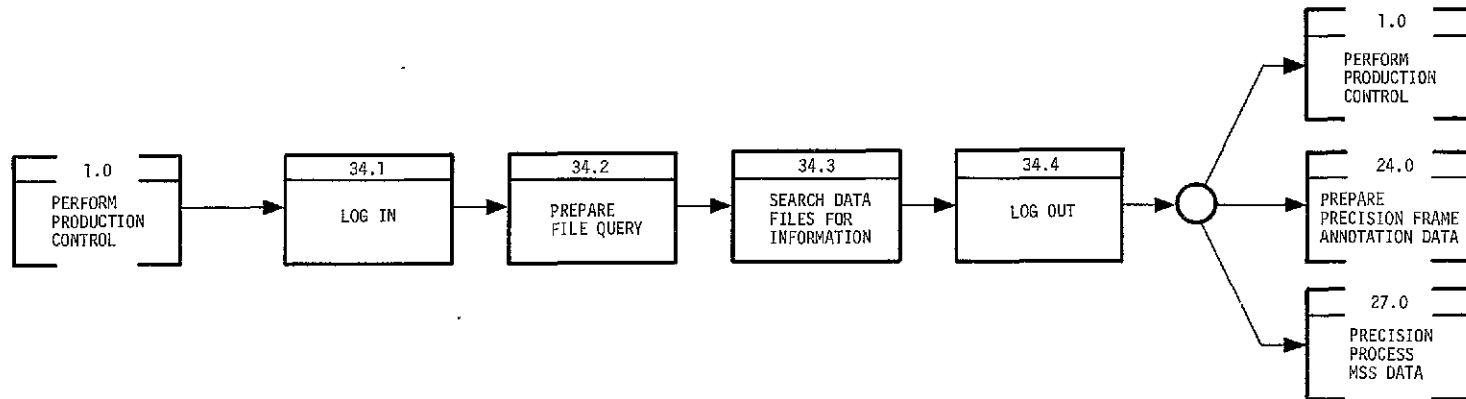 1.0
PERFORM
PRODUCTION
CONTROL
34.1
LOG IN
34.2
PREPARE
FILE QUERY
34.3
SEARCH DATA
FILES FOR
INFORMATION
34.4
LOG OUT
1.0
PERFORM
PRODUCTION
CONTROL
24.0
PREPARE
PRECISION FRAME
ANNOTATION DATA
27.0
PRECISION
PROCESS
MSS DATA